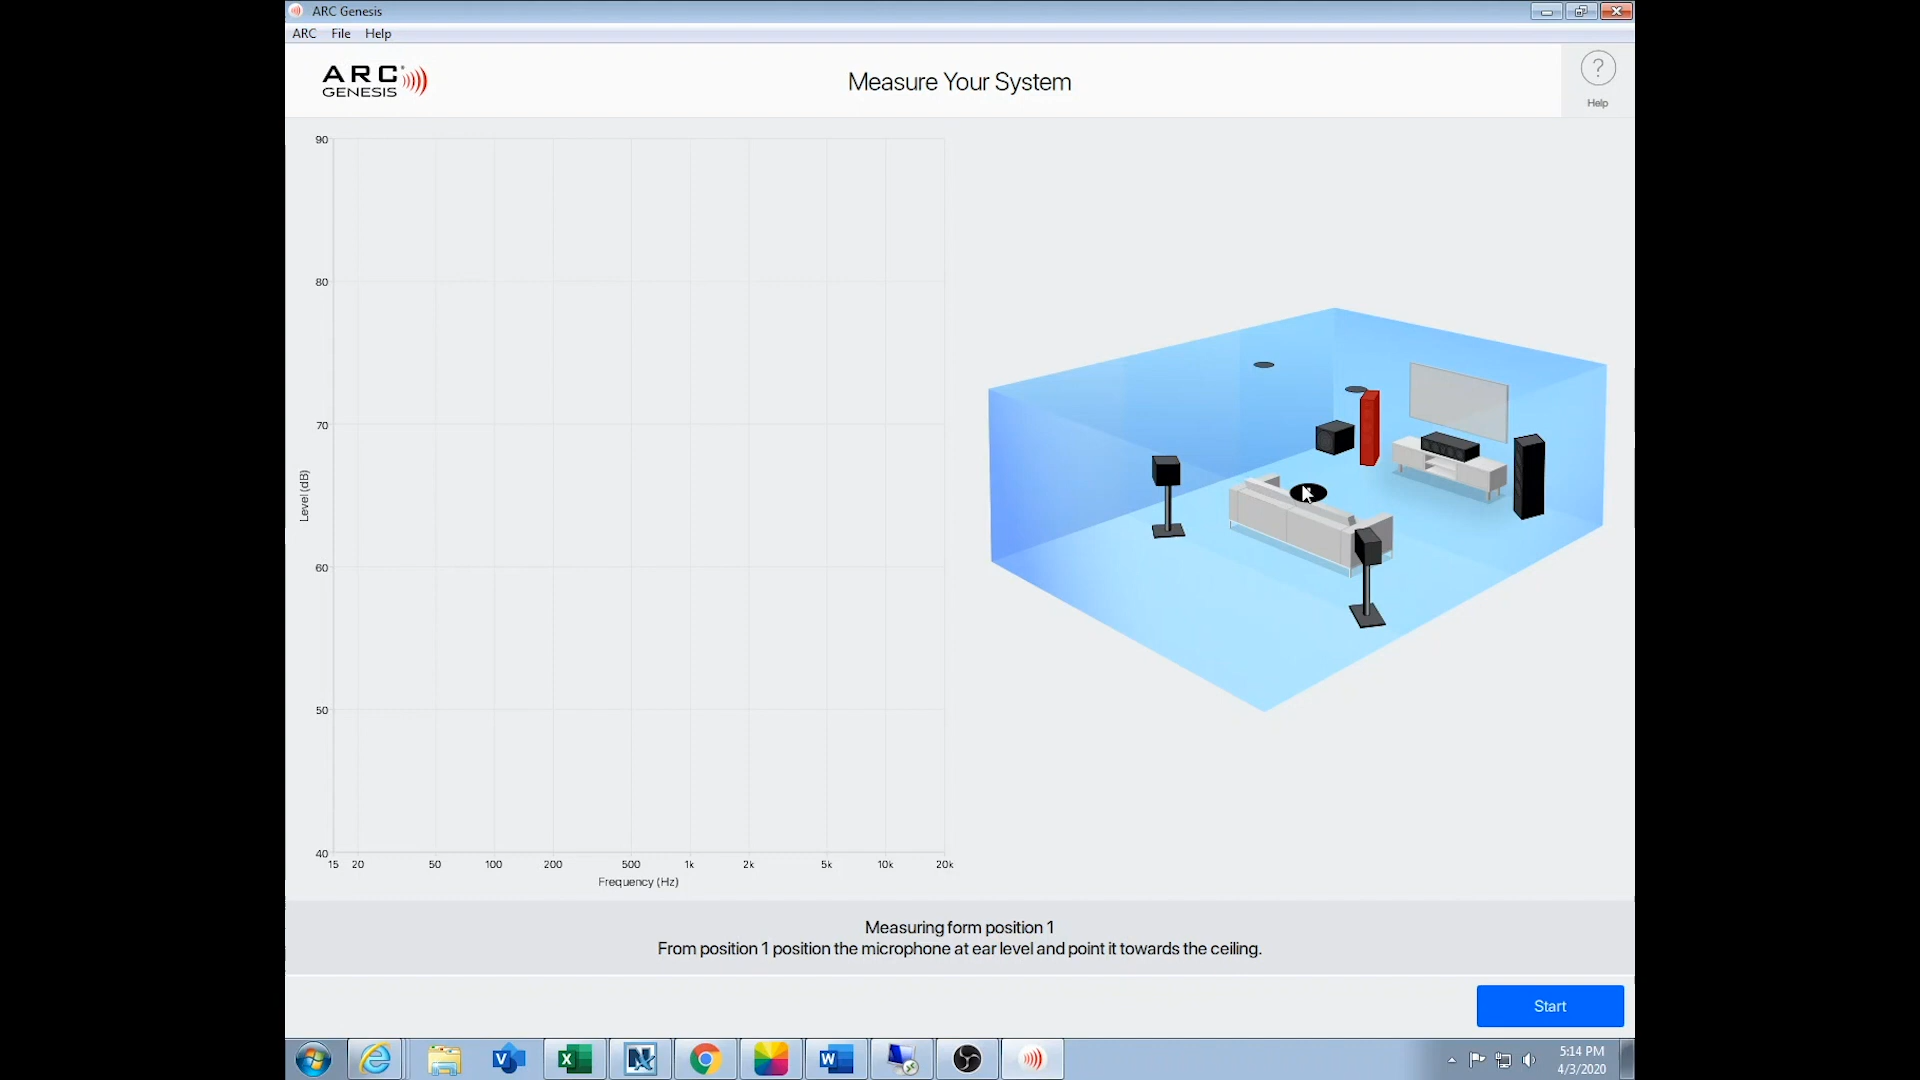 ARC Genesis
ARC File Help
ARC
GENESIS
Measure Your System
?
Help
90
80
70
60
50
40
Level (dB)
15 20 50 100 200 500 1k 2k 5k 10k 20k
Frequency (Hz)
Measuring form position 1
From position 1 position the microphone at ear level and point it towards the ceiling.
Start
5:14 PM
4/3/2020